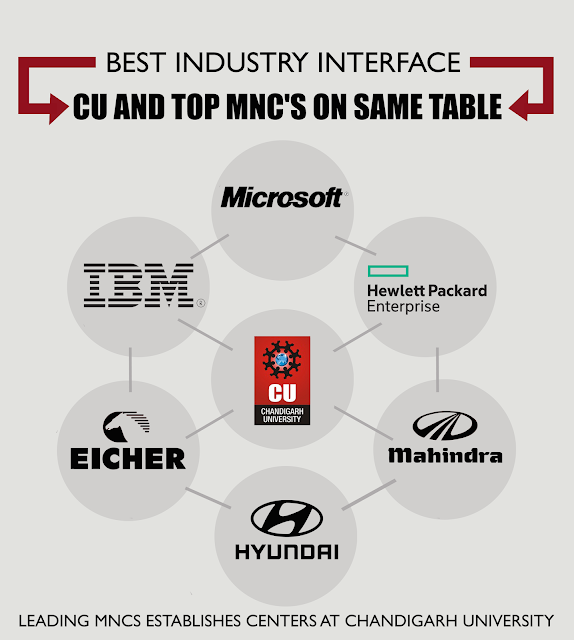 BEST INDUSTRY INTERFACE
CU AND TOP MNC'S ON SAME TABLE
Microsoft®
IBM®
Hewlett Packard
Enterprise
CU
CHANDIGARH
UNIVERSITY
EICHER
Mahindra
HYUNDAI
LEADING MNCS ESTABLISHES CENTERS AT CHANDIGARH UNIVERSITY